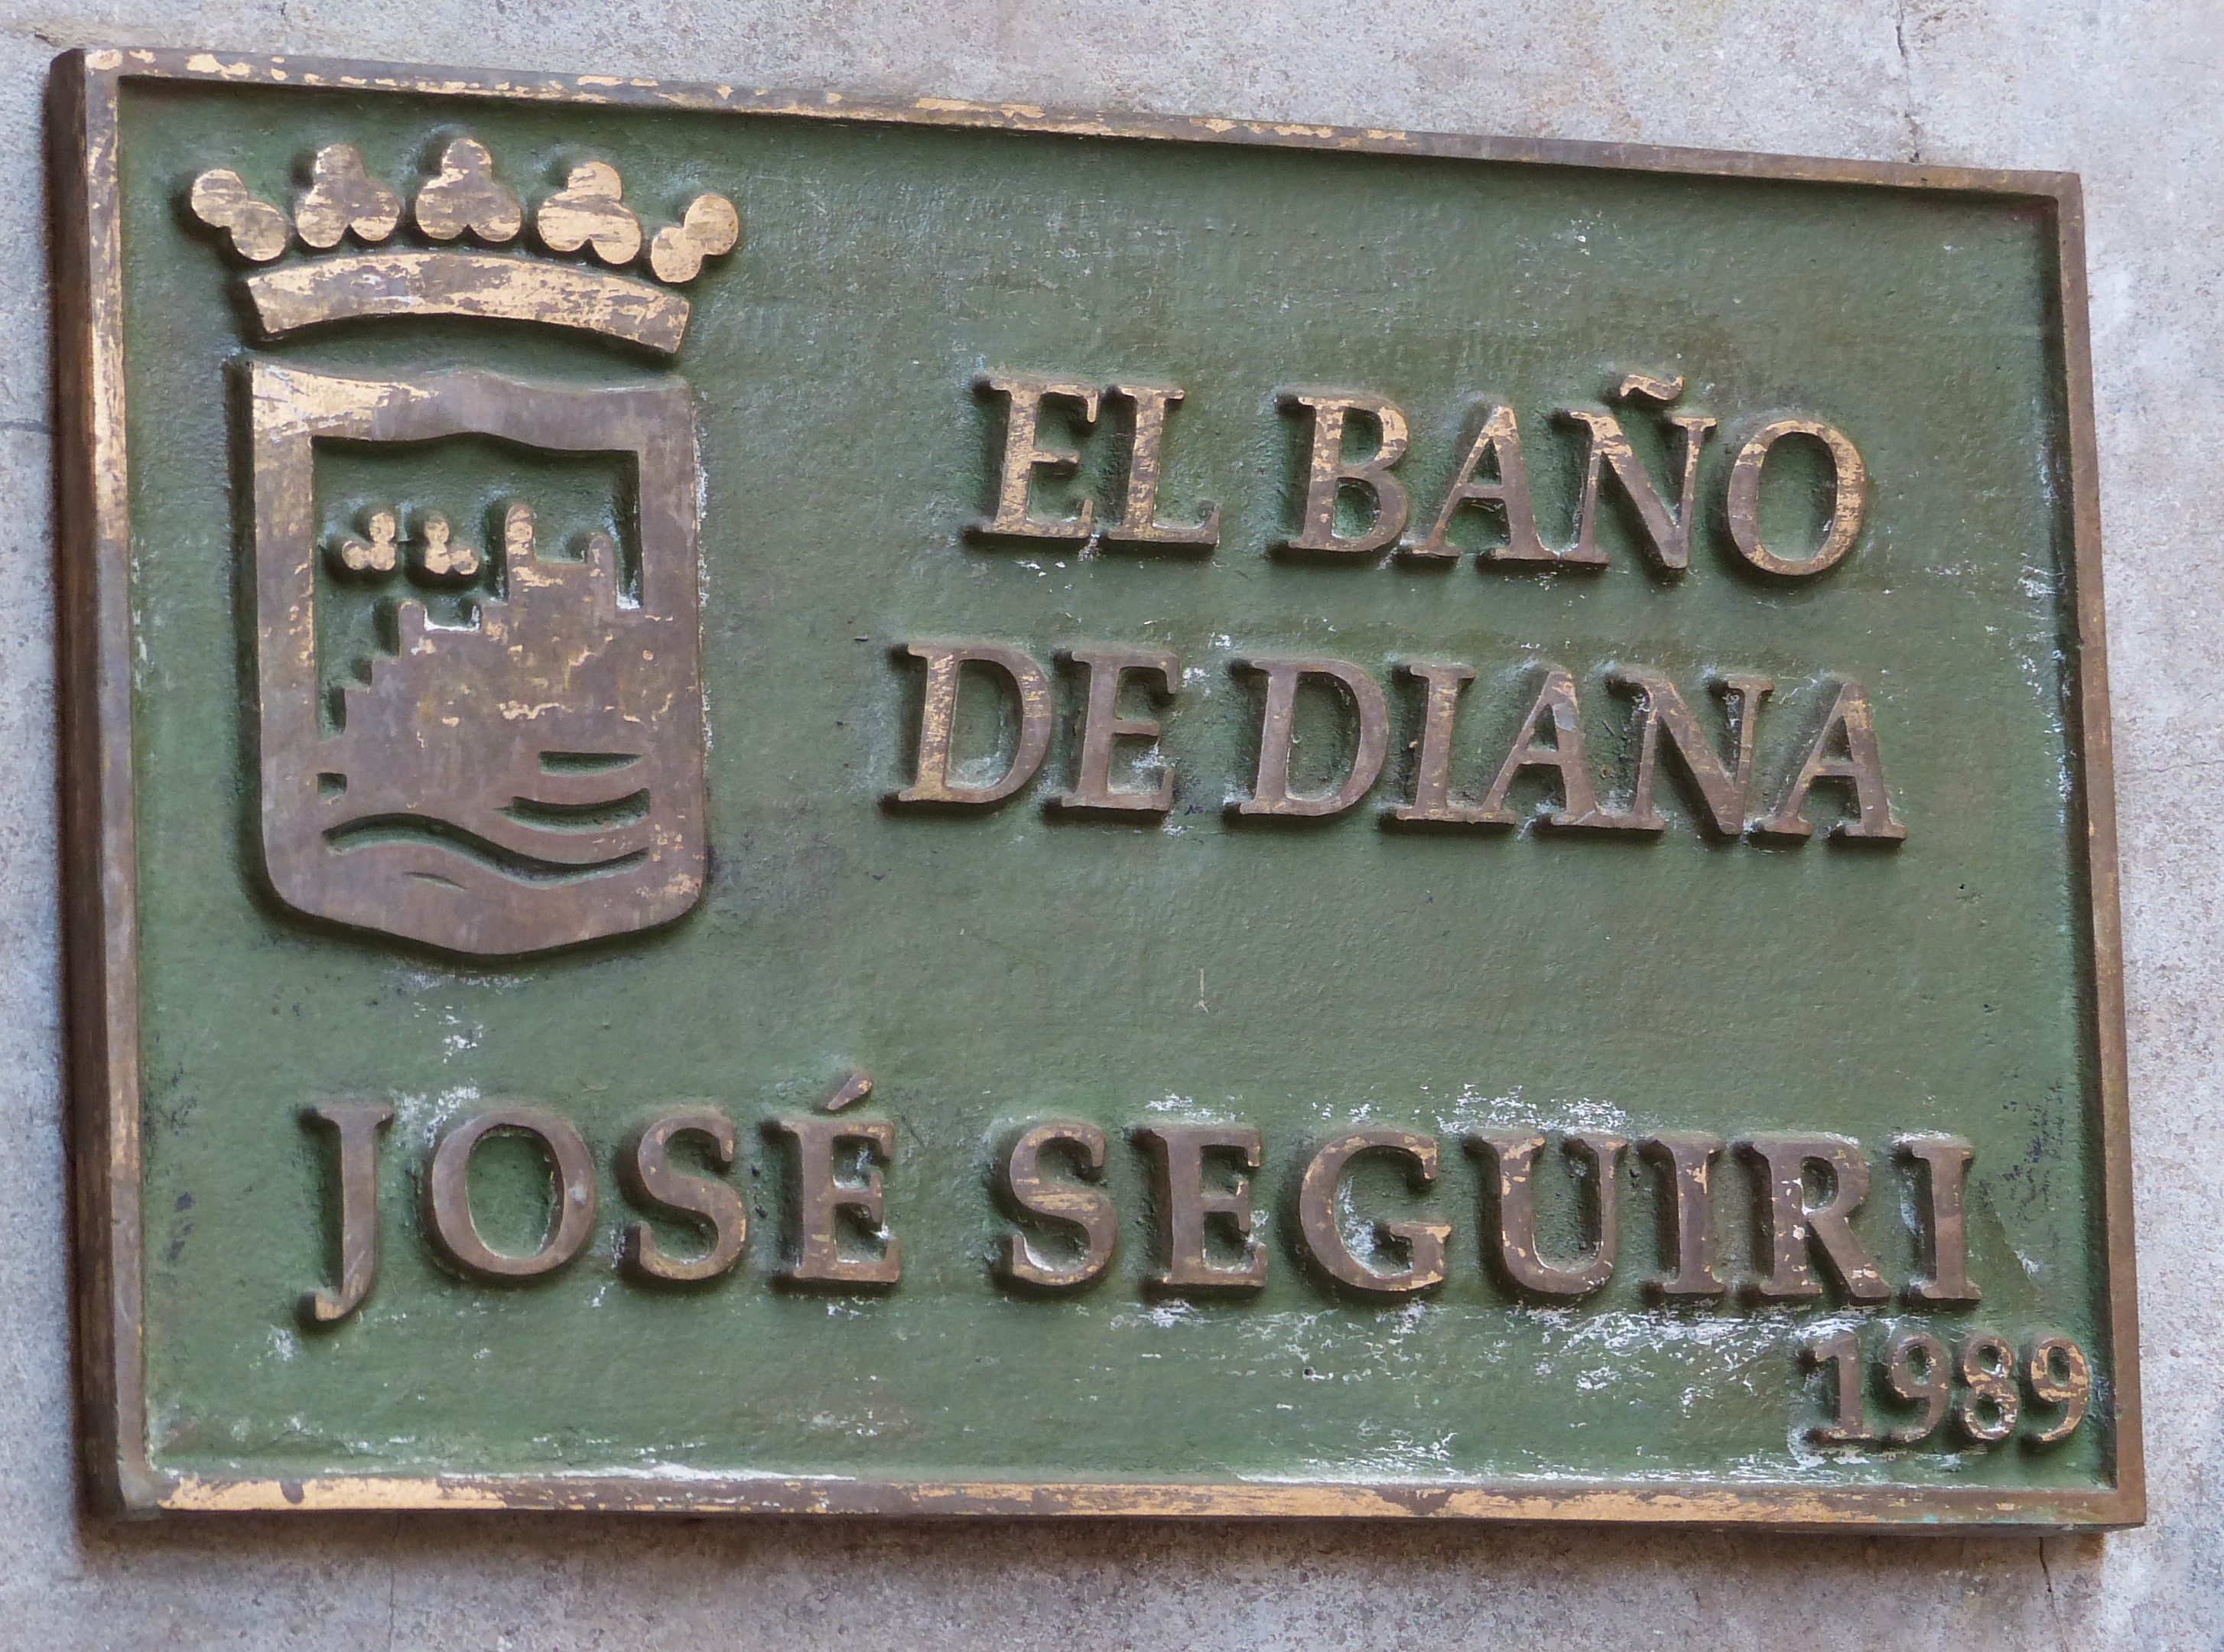 EL BAÑO
DE DIANA
JOSÉ SEGUIRI
1989